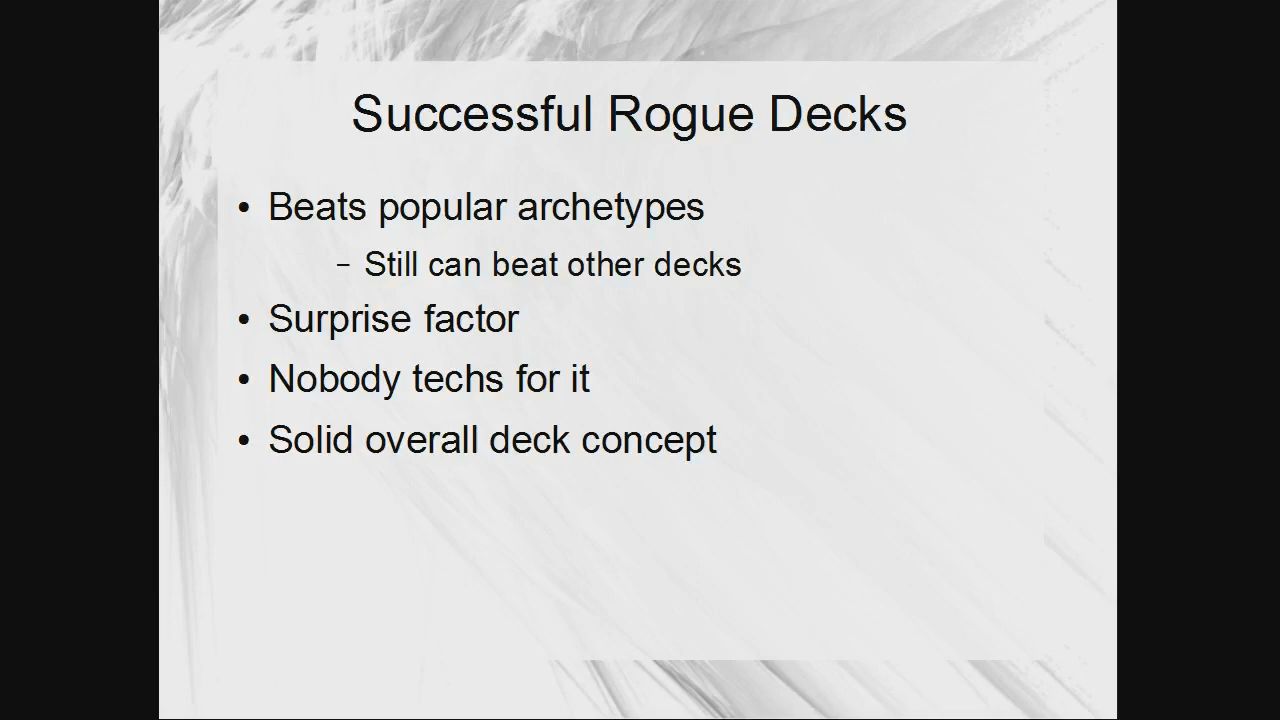 Successful Rogue Decks
• Beats popular archetypes
– Still can beat other decks
• Surprise factor
• Nobody techs for it
• Solid overall deck concept